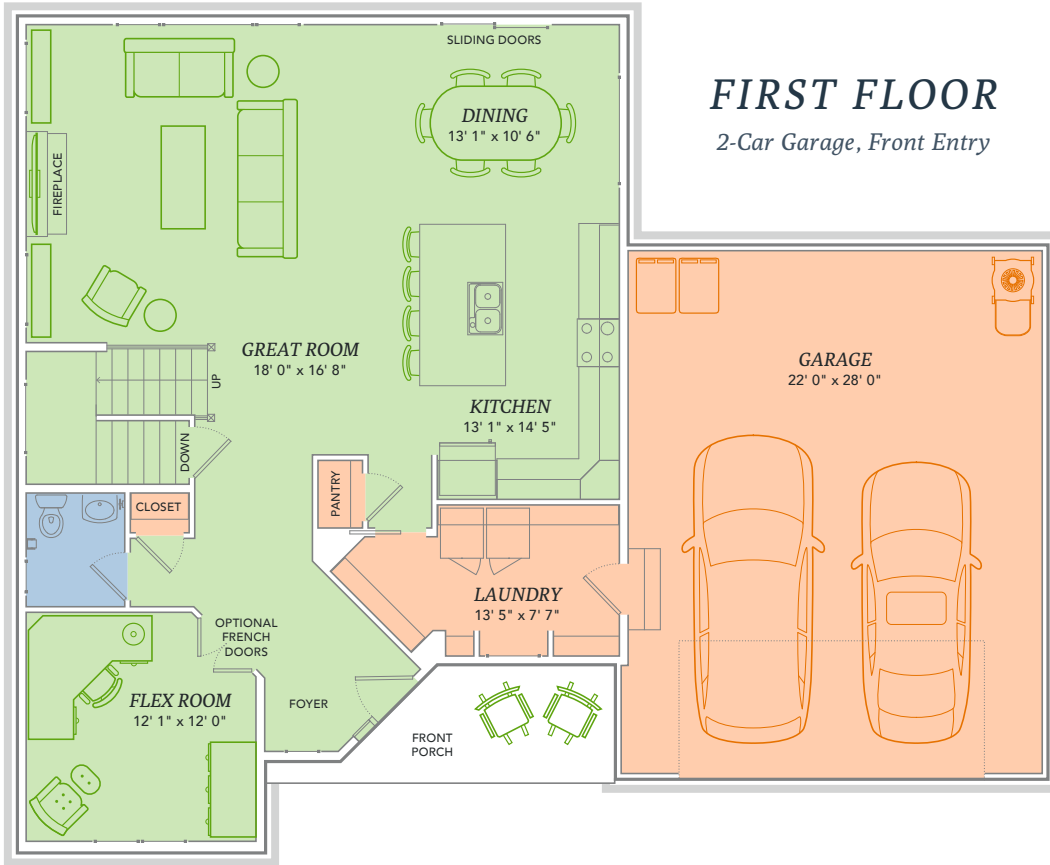 SLIDING DOORS
FIRST FLOOR
2-Car Garage, Front Entry
DINING
13' 1" x 10' 6"
FIREPLACE
GREAT ROOM
18' 0" x 16' 8"
GARAGE
22' 0" x 28' 0"
UP
KITCHEN
13' 1" x 14' 5"
DOWN
CLOSET
PANTRY
LAUNDRY
13' 5" x 7' 7"
OPTIONAL
FRENCH
DOORS
FLEX ROOM
12' 1" x 12' 0"
FOYER
FRONT
PORCH